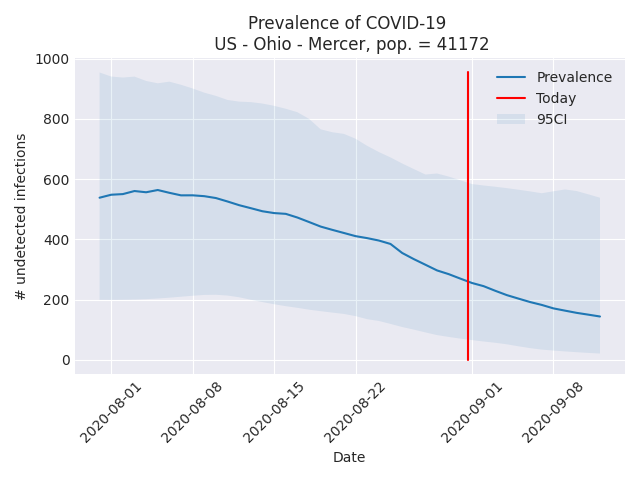 Prevalence of COVID-19
US - Ohio - Mercer, pop. = 41172
# undetected infections
1000
800
600
400
200
0
Prevalence
Today
95CI
2020-08-01
2020-08-08
2020-08-15
2020-08-22
2020-09-01
2020-09-08
Date